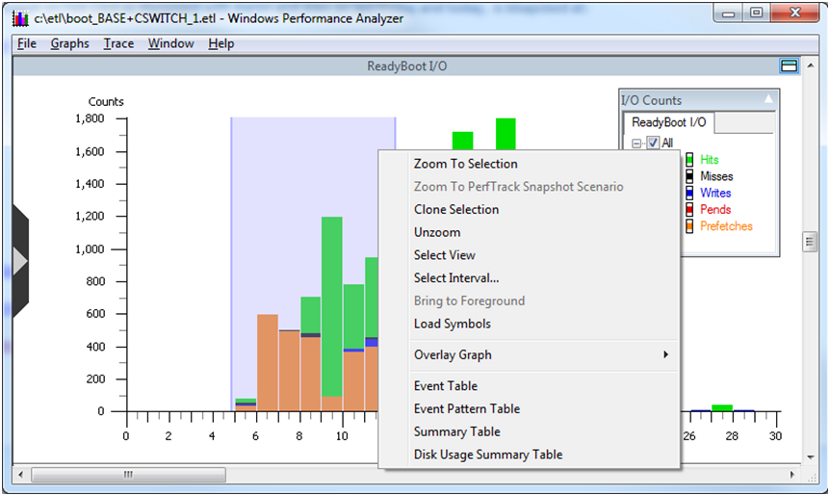 c:\etl\boot_BASE+CSWITCH_1.etl - Windows Performance Analyzer
File Graphs Trace Window Help
ReadyBoot I/O
Counts
1,800
1,600
1,400
1,200
1,000
800
600
400
200
0
0 2 4 6 8 10 26 28 30
I/O Counts
ReadyBoot I/O
All
Hits
Misses
Writes
Pends
Prefetches
Zoom To Selection
Zoom To PerfTrack Snapshot Scenario
Clone Selection
Unzoom
Select View
Select Interval...
Bring to Foreground
Load Symbols
Overlay Graph
Event Table
Event Pattern Table
Summary Table
Disk Usage Summary Table